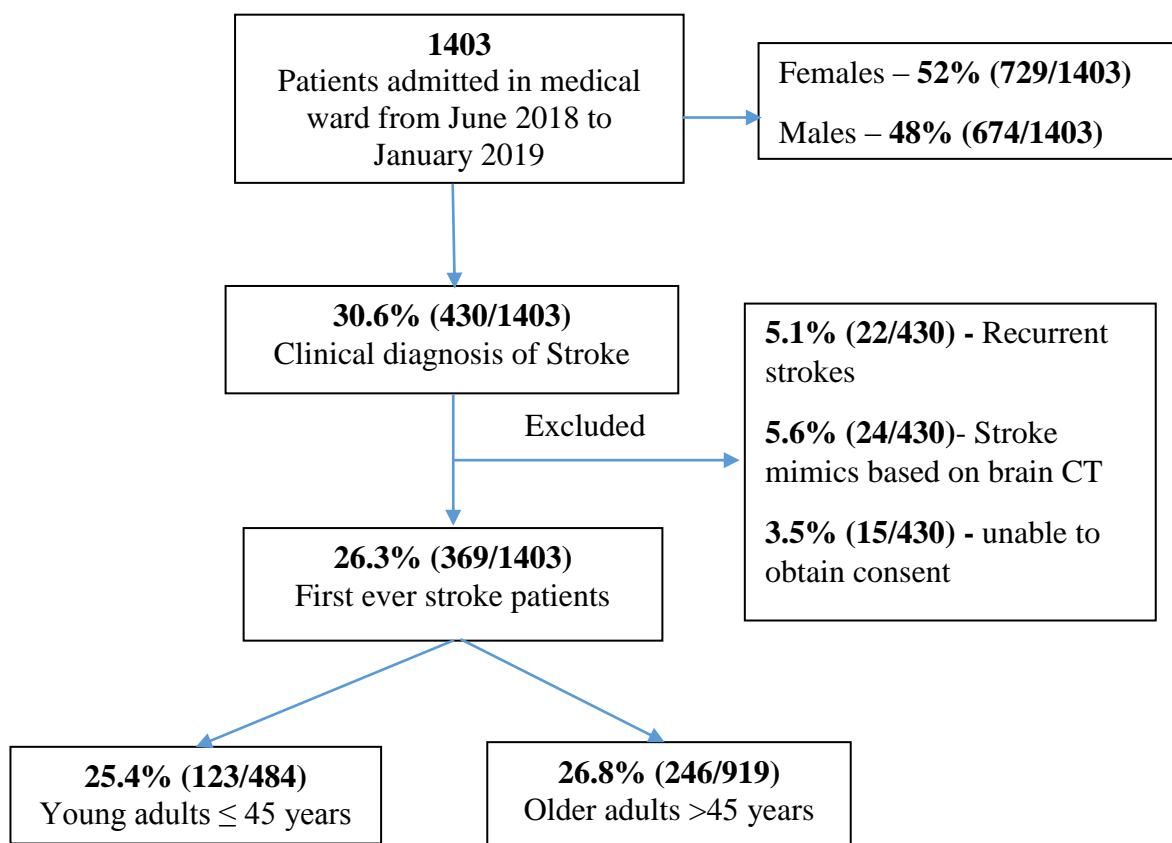 1403
Patients admitted in medical
ward from June 2018 to
January 2019
Females – 52% (729/1403)
Males – 48% (674/1403)
30.6% (430/1403)
Clinical diagnosis of Stroke
Excluded
5.1% (22/430) - Recurrent
strokes
5.6% (24/430)- Stroke
mimics based on brain CT
3.5% (15/430) - unable to
obtain consent
26.3% (369/1403)
First ever stroke patients
25.4% (123/484)
Young adults ≤ 45 years
26.8% (246/919)
Older adults >45 years